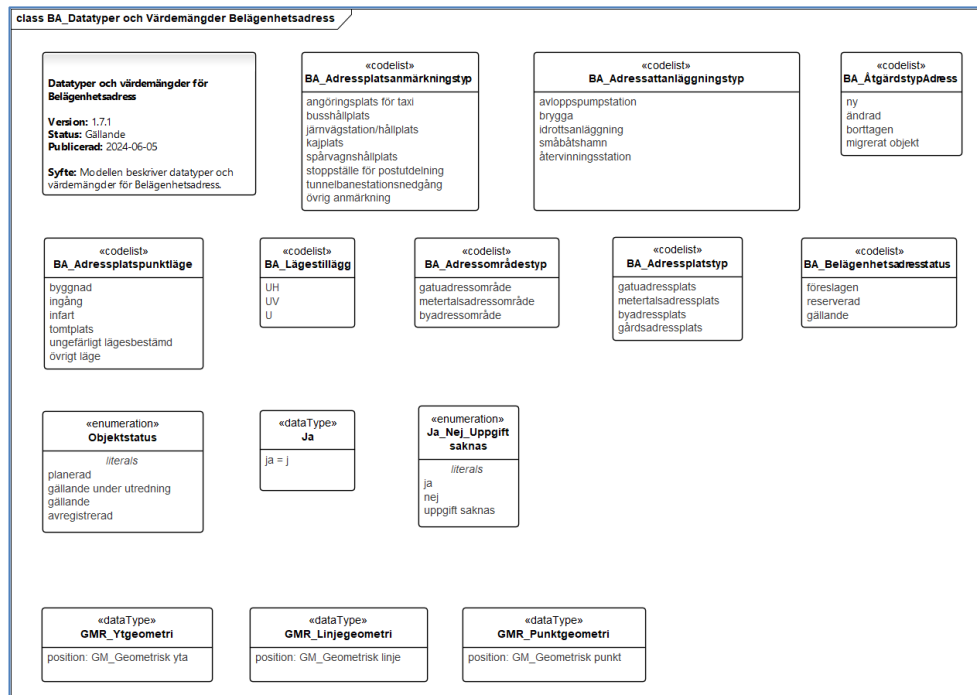 class BA_Datatyper och Värdemängder Belägenhetsadress
Datatyper och värdemängder för
Belägenhetsadress
Version: 1.7.1
Status: Gällande
Publicerad: 2024-06-05
Syfte: Modellen beskriver datatyper och
värdemängder för Belägenhetsadress.
«codelist»
BA_Adressplatsanmärkningstyp
angöringsplats för taxi
busshållplats
järnvägstation/hållplats
kajplats
spårvagnshållplats
stoppställe för postutdelning
tunnelbanestationsnedgång
övrig anmärkning
«codelist»
BA_Adressattanläggningstyp
avloppspumpstation
brygga
idrottsanläggning
småbåtshamn
återvinningsstation
«codelist»
BA_ÅtgärdstypAdress
ny
ändrad
borttagen
migrerat objekt
«codelist»
BA_Adressplatspunktläge
byggnad
ingång
infart
tomtplats
ungefärligt lägesbestämd
övrigt läge
«codelist»
BA_Lägestillägg
UH
UV
U
«codelist»
BA_Adressområdestyp
gatuadressområde
metertalsadressområde
byadressområde
«codelist»
BA_Adressplatstyp
gatuadressplats
metertalsadressplats
byadressplats
gårdsadressplats
«codelist»
BA_Belägenhetsadresstatus
föreslagen
reserverad
gällande
«enumeration»
Objektstatus
literals
planerad
gällande under utredning
gällande
avregistrerad
«dataType»
Ja
ja = j
«enumeration»
Ja_Nej_Uppgift
saknas
literals
ja
nej
uppgift saknas
«dataType»
GMR_Ytgeometri
position: GM_Geometrisk yta
«dataType»
GMR_Linjegeometri
position: GM_Geometrisk linje
«dataType»
GMR_Punktgeometri
position: GM_Geometrisk punkt